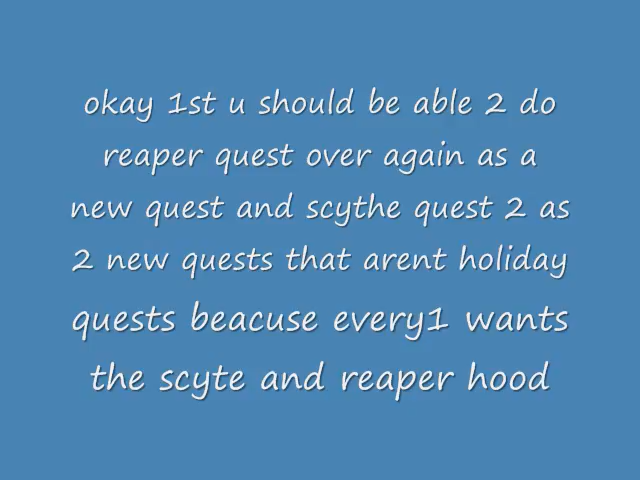 okay 1st u should be able 2 do
reaper quest over again as a
new quest and scythe quest 2 as
2 new quests that arent holiday
quests beacuse every1 wants
the scyte and reaper hood